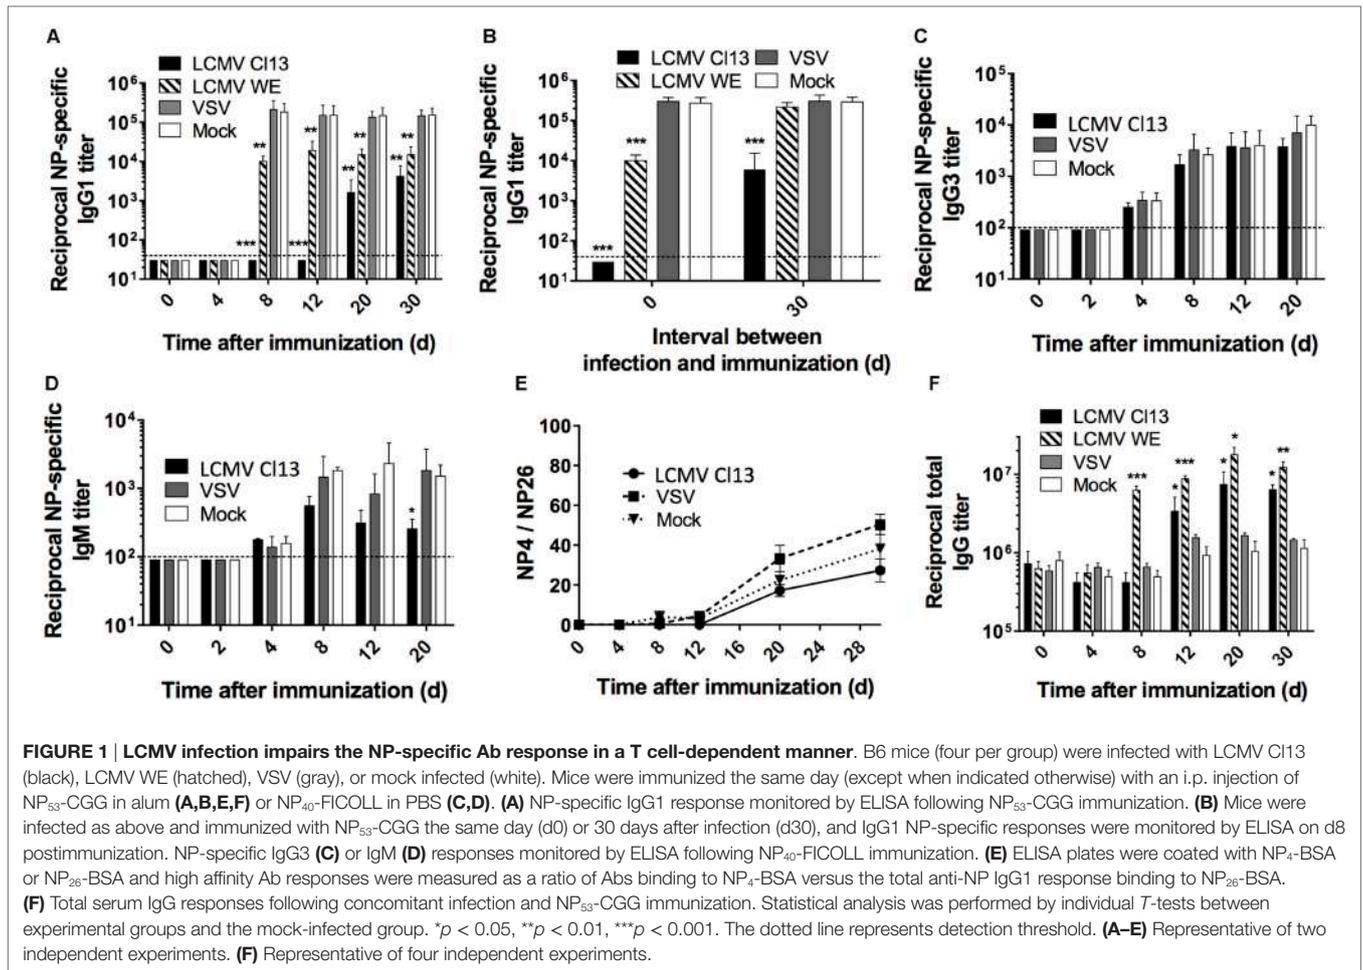 A
LCMV Cl13
LCMV WE
VSV
Mock
Reciprocal NP-specific
IgG1 titer
10⁶
10⁵
10⁴
10³
10²
10¹
***
**
***
**
**
**
**
**
0
4
8
12
20
30
Time after immunization (d)
B
LCMV Cl13
VSV
LCMV WE
Mock
Reciprocal NP-specific
IgG1 titer
10⁶
10⁵
10⁴
10³
10²
10¹
***
***
***
0
30
Interval between
infection and immunization (d)
C
LCMV Cl13
VSV
Mock
Reciprocal NP-specific
IgG3 titer
10⁵
10⁴
10³
10²
10¹
0
2
4
8
12
20
Time after immunization (d)
D
LCMV Cl13
VSV
Mock
Reciprocal NP-specific
IgM titer
10⁴
10³
10²
10¹
*
0
2
4
8
12
20
Time after immunization (d)
E
LCMV Cl13
VSV
Mock
NP4 / NP26
100
80
60
40
20
0
0
4
8
12
16
20
24
28
Time after immunization (d)
F
LCMV Cl13
LCMV WE
VSV
Mock
Reciprocal total
IgG titer
10⁷
10⁶
10⁵
***
*
***
*
*
*
**
0
4
8
12
20
30
Time after immunization (d)
FIGURE 1 | LCMV infection impairs the NP-specific Ab response in a T cell-dependent manner. B6 mice (four per group) were infected with LCMV Cl13
(black), LCMV WE (hatched), VSV (gray), or mock infected (white). Mice were immunized the same day (except when indicated otherwise) with an i.p. injection of
NP₅₃-CGG in alum (A,B,E,F) or NP₄₀-FICOLL in PBS (C,D). (A) NP-specific IgG1 response monitored by ELISA following NP₅₃-CGG immunization. (B) Mice were
infected as above and immunized with NP₅₃-CGG the same day (d0) or 30 days after infection (d30), and IgG1 NP-specific responses were monitored by ELISA on d8
postimmunization. NP-specific IgG3 (C) or IgM (D) responses monitored by ELISA following NP₄₀-FICOLL immunization. (E) ELISA plates were coated with NP₄-BSA
or NP₂₆-BSA and high affinity Ab responses were measured as a ratio of Abs binding to NP₄-BSA versus the total anti-NP IgG1 response binding to NP₂₆-BSA.
(F) Total serum IgG responses following concomitant infection and NP₅₃-CGG immunization. Statistical analysis was performed by individual T-tests between
experimental groups and the mock-infected group. *p < 0.05, **p < 0.01, ***p < 0.001. The dotted line represents detection threshold. (A–E) Representative of two
independent experiments. (F) Representative of four independent experiments.